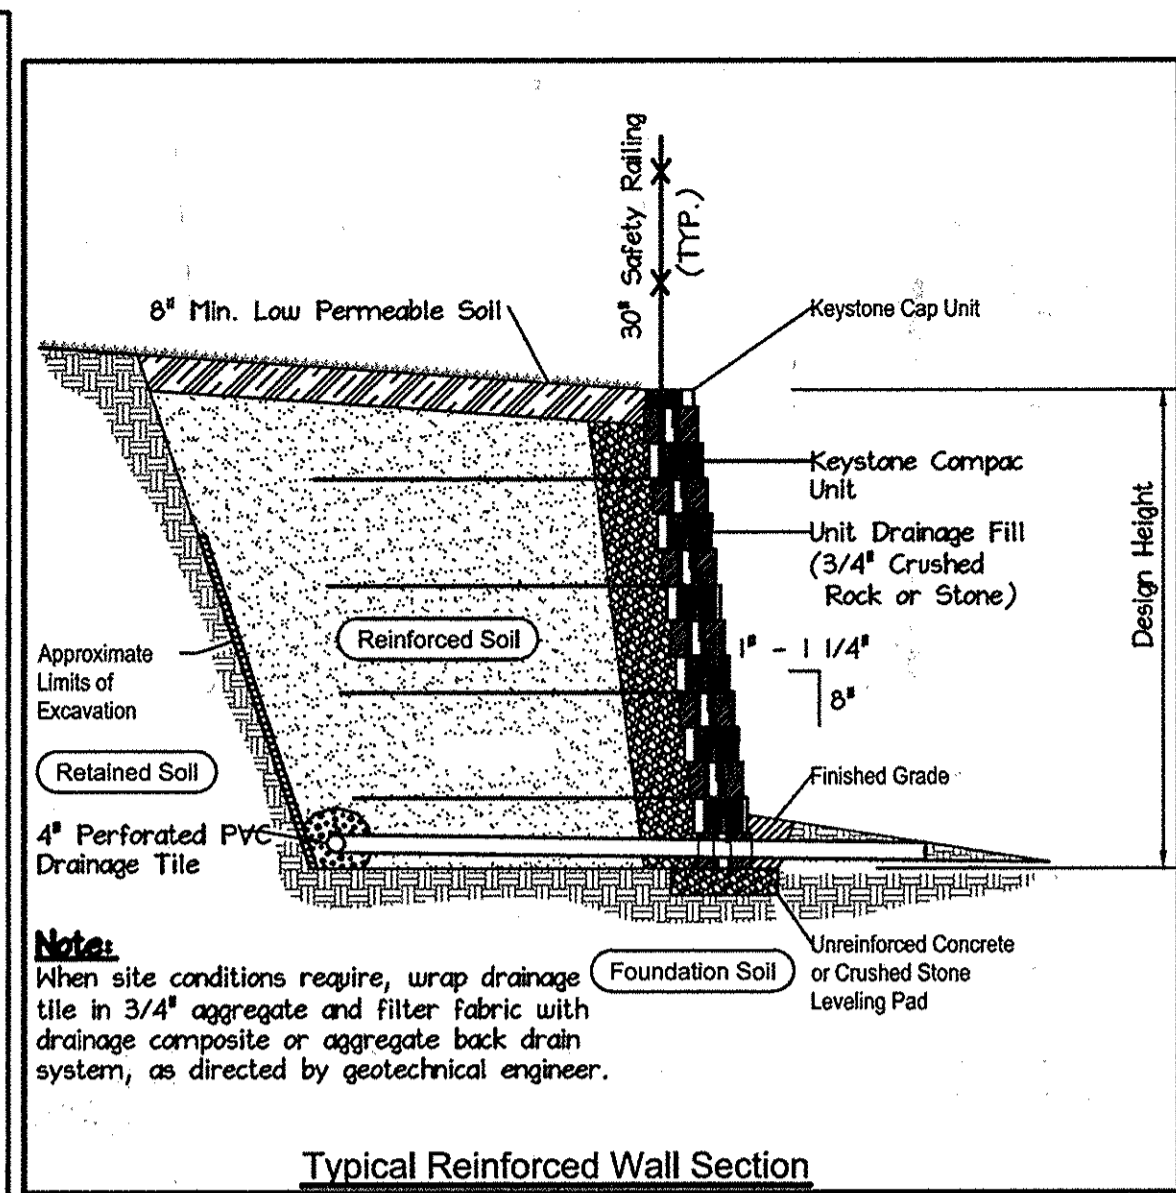 30" Safety Railing
(TYP.)
8" Min. Low Permeable Soil
Keystone Cap Unit
Keystone Compac
Unit
Unit Drainage Fill
(3/4" Crushed
Rock or Stone)
Design Height
Reinforced Soil
1" - 1 1/4"
8"
Approximate
Limits of
Excavation
Retained Soil
Finished Grade
4" Perforated PVC
Drainage Tile
Note:
When site conditions require, wrap drainage
tile in 3/4" aggregate and filter fabric with
drainage composite or aggregate back drain
system, as directed by geotechnical engineer.
Foundation Soil
Unreinforced Concrete
or Crushed Stone
Leveling Pad
Typical Reinforced Wall Section